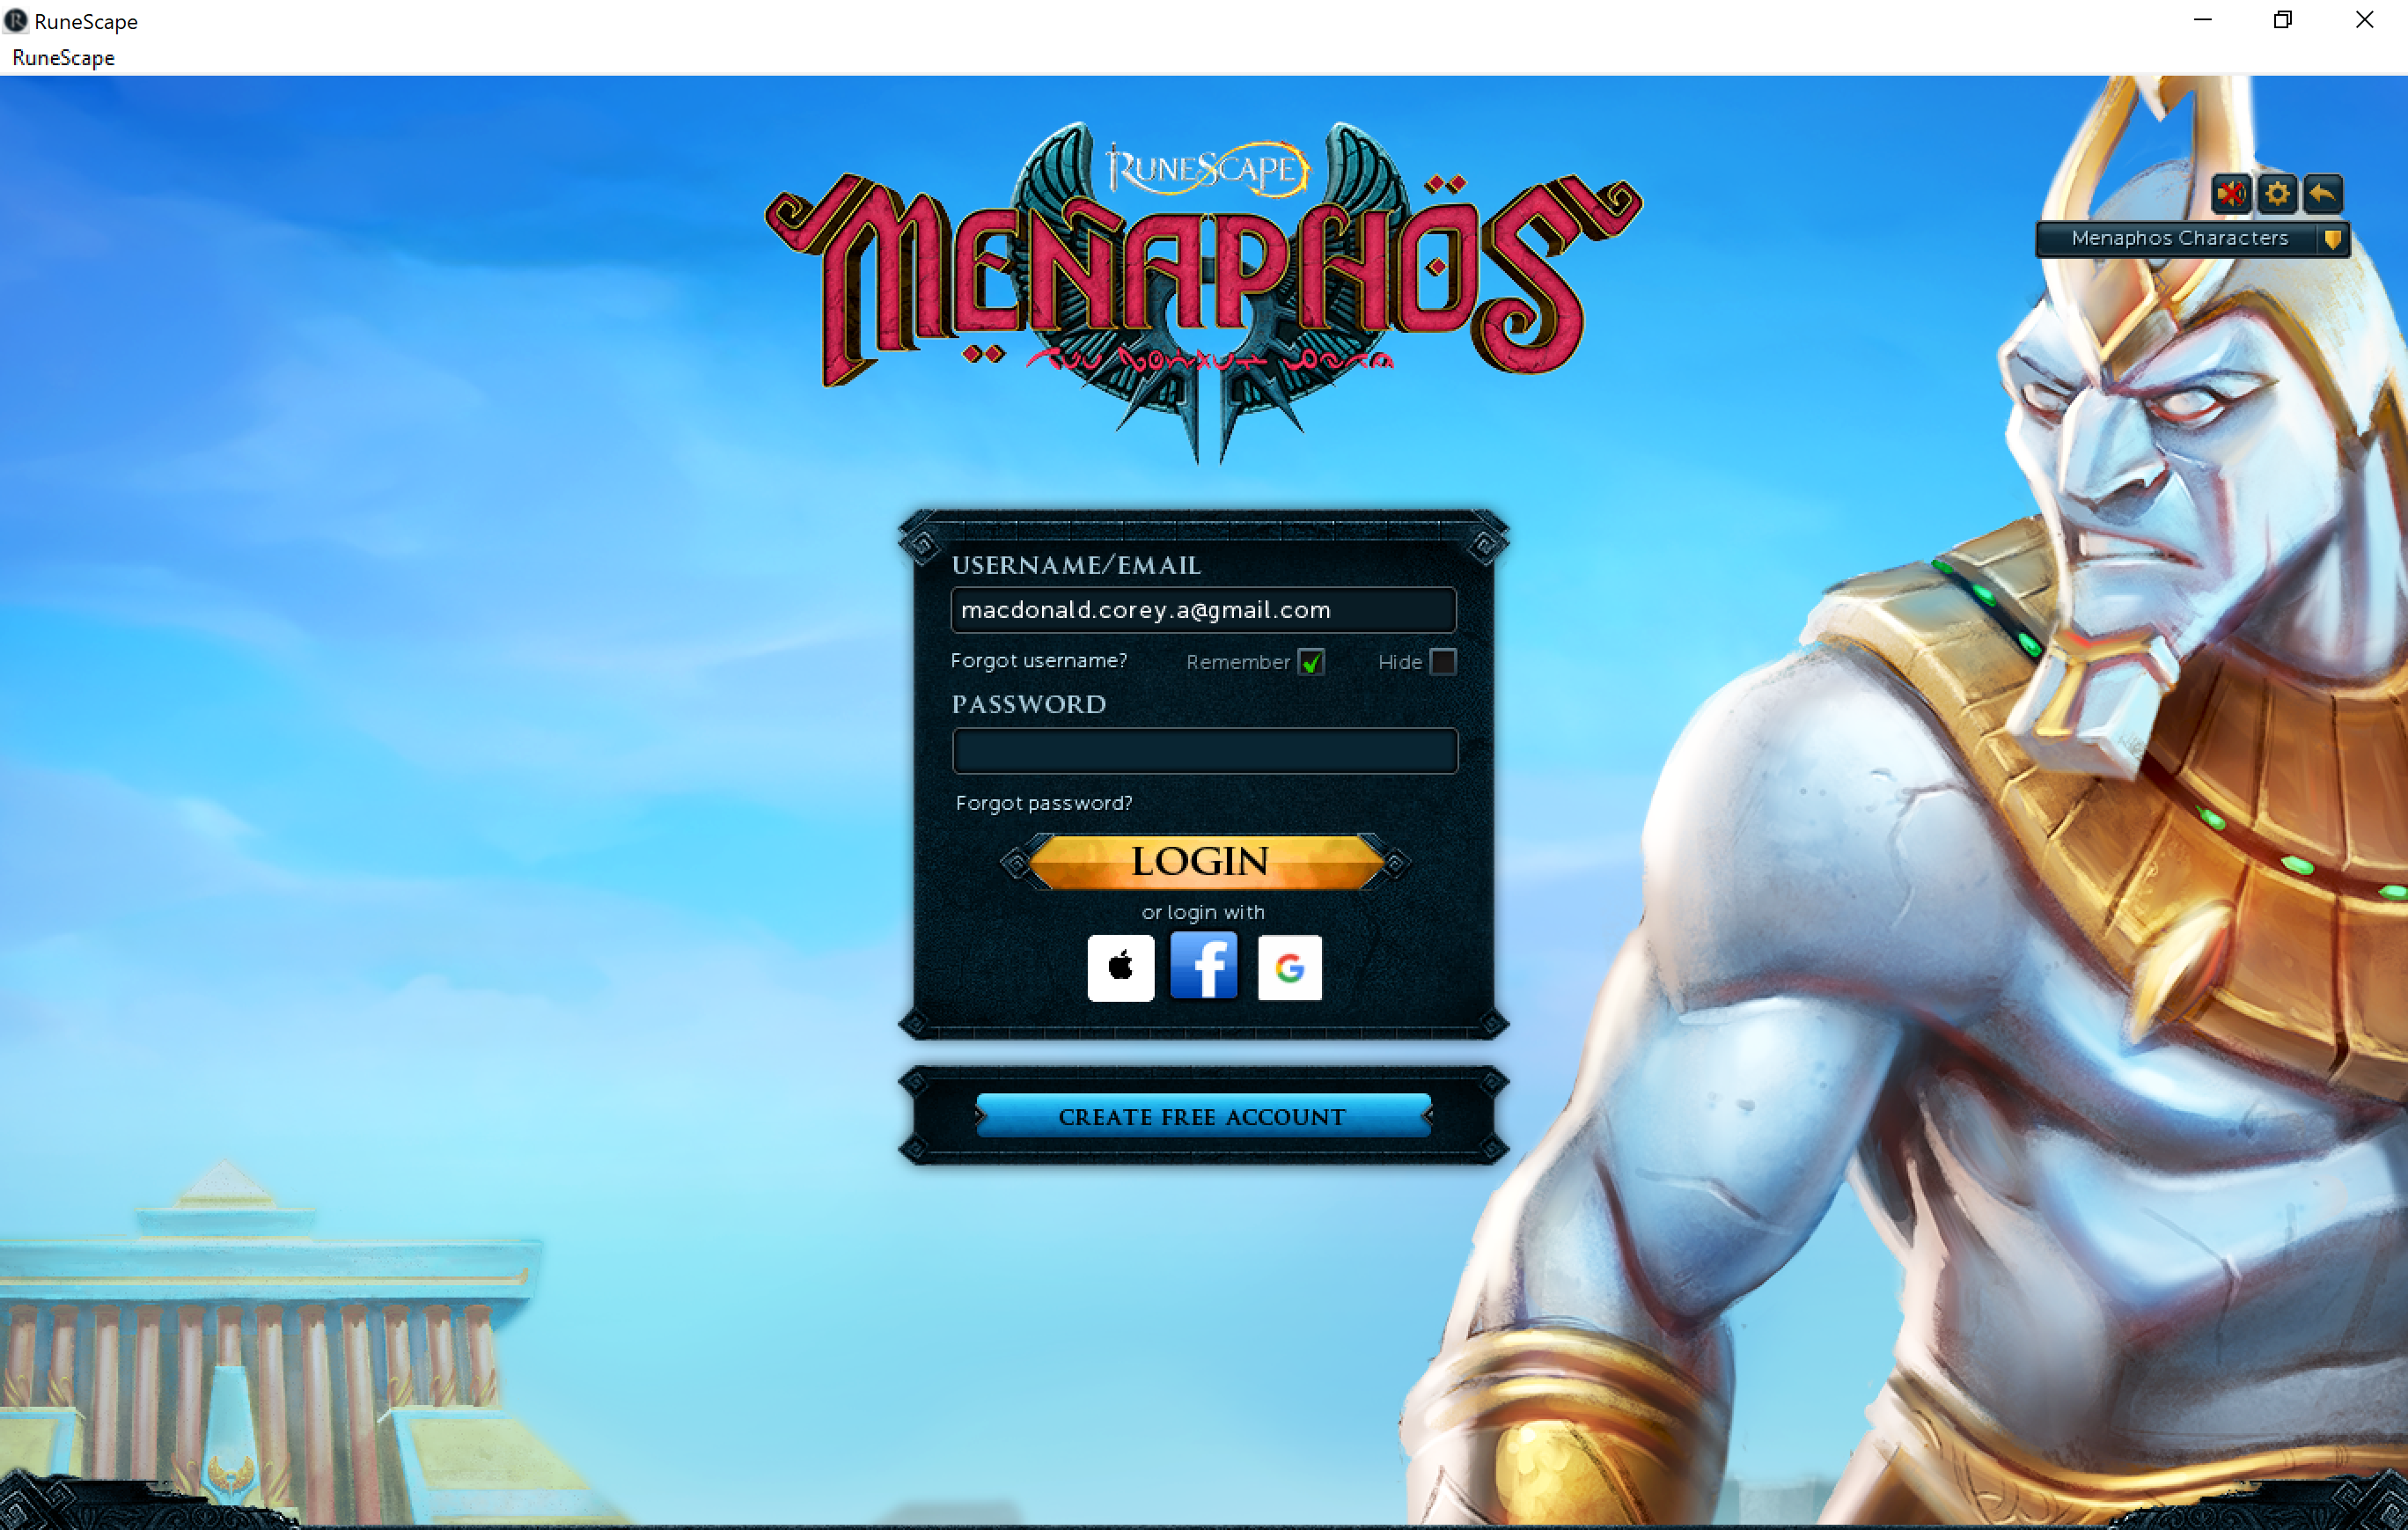 RuneScape
RuneScape
RUNESCAPE
MENAPHOS
Menaphos Characters
USERNAME/EMAIL
macdonald.corey.a@gmail.com
Forgot username? Remember Hide
PASSWORD
Forgot password?
LOGIN
or login with
f G
CREATE FREE ACCOUNT